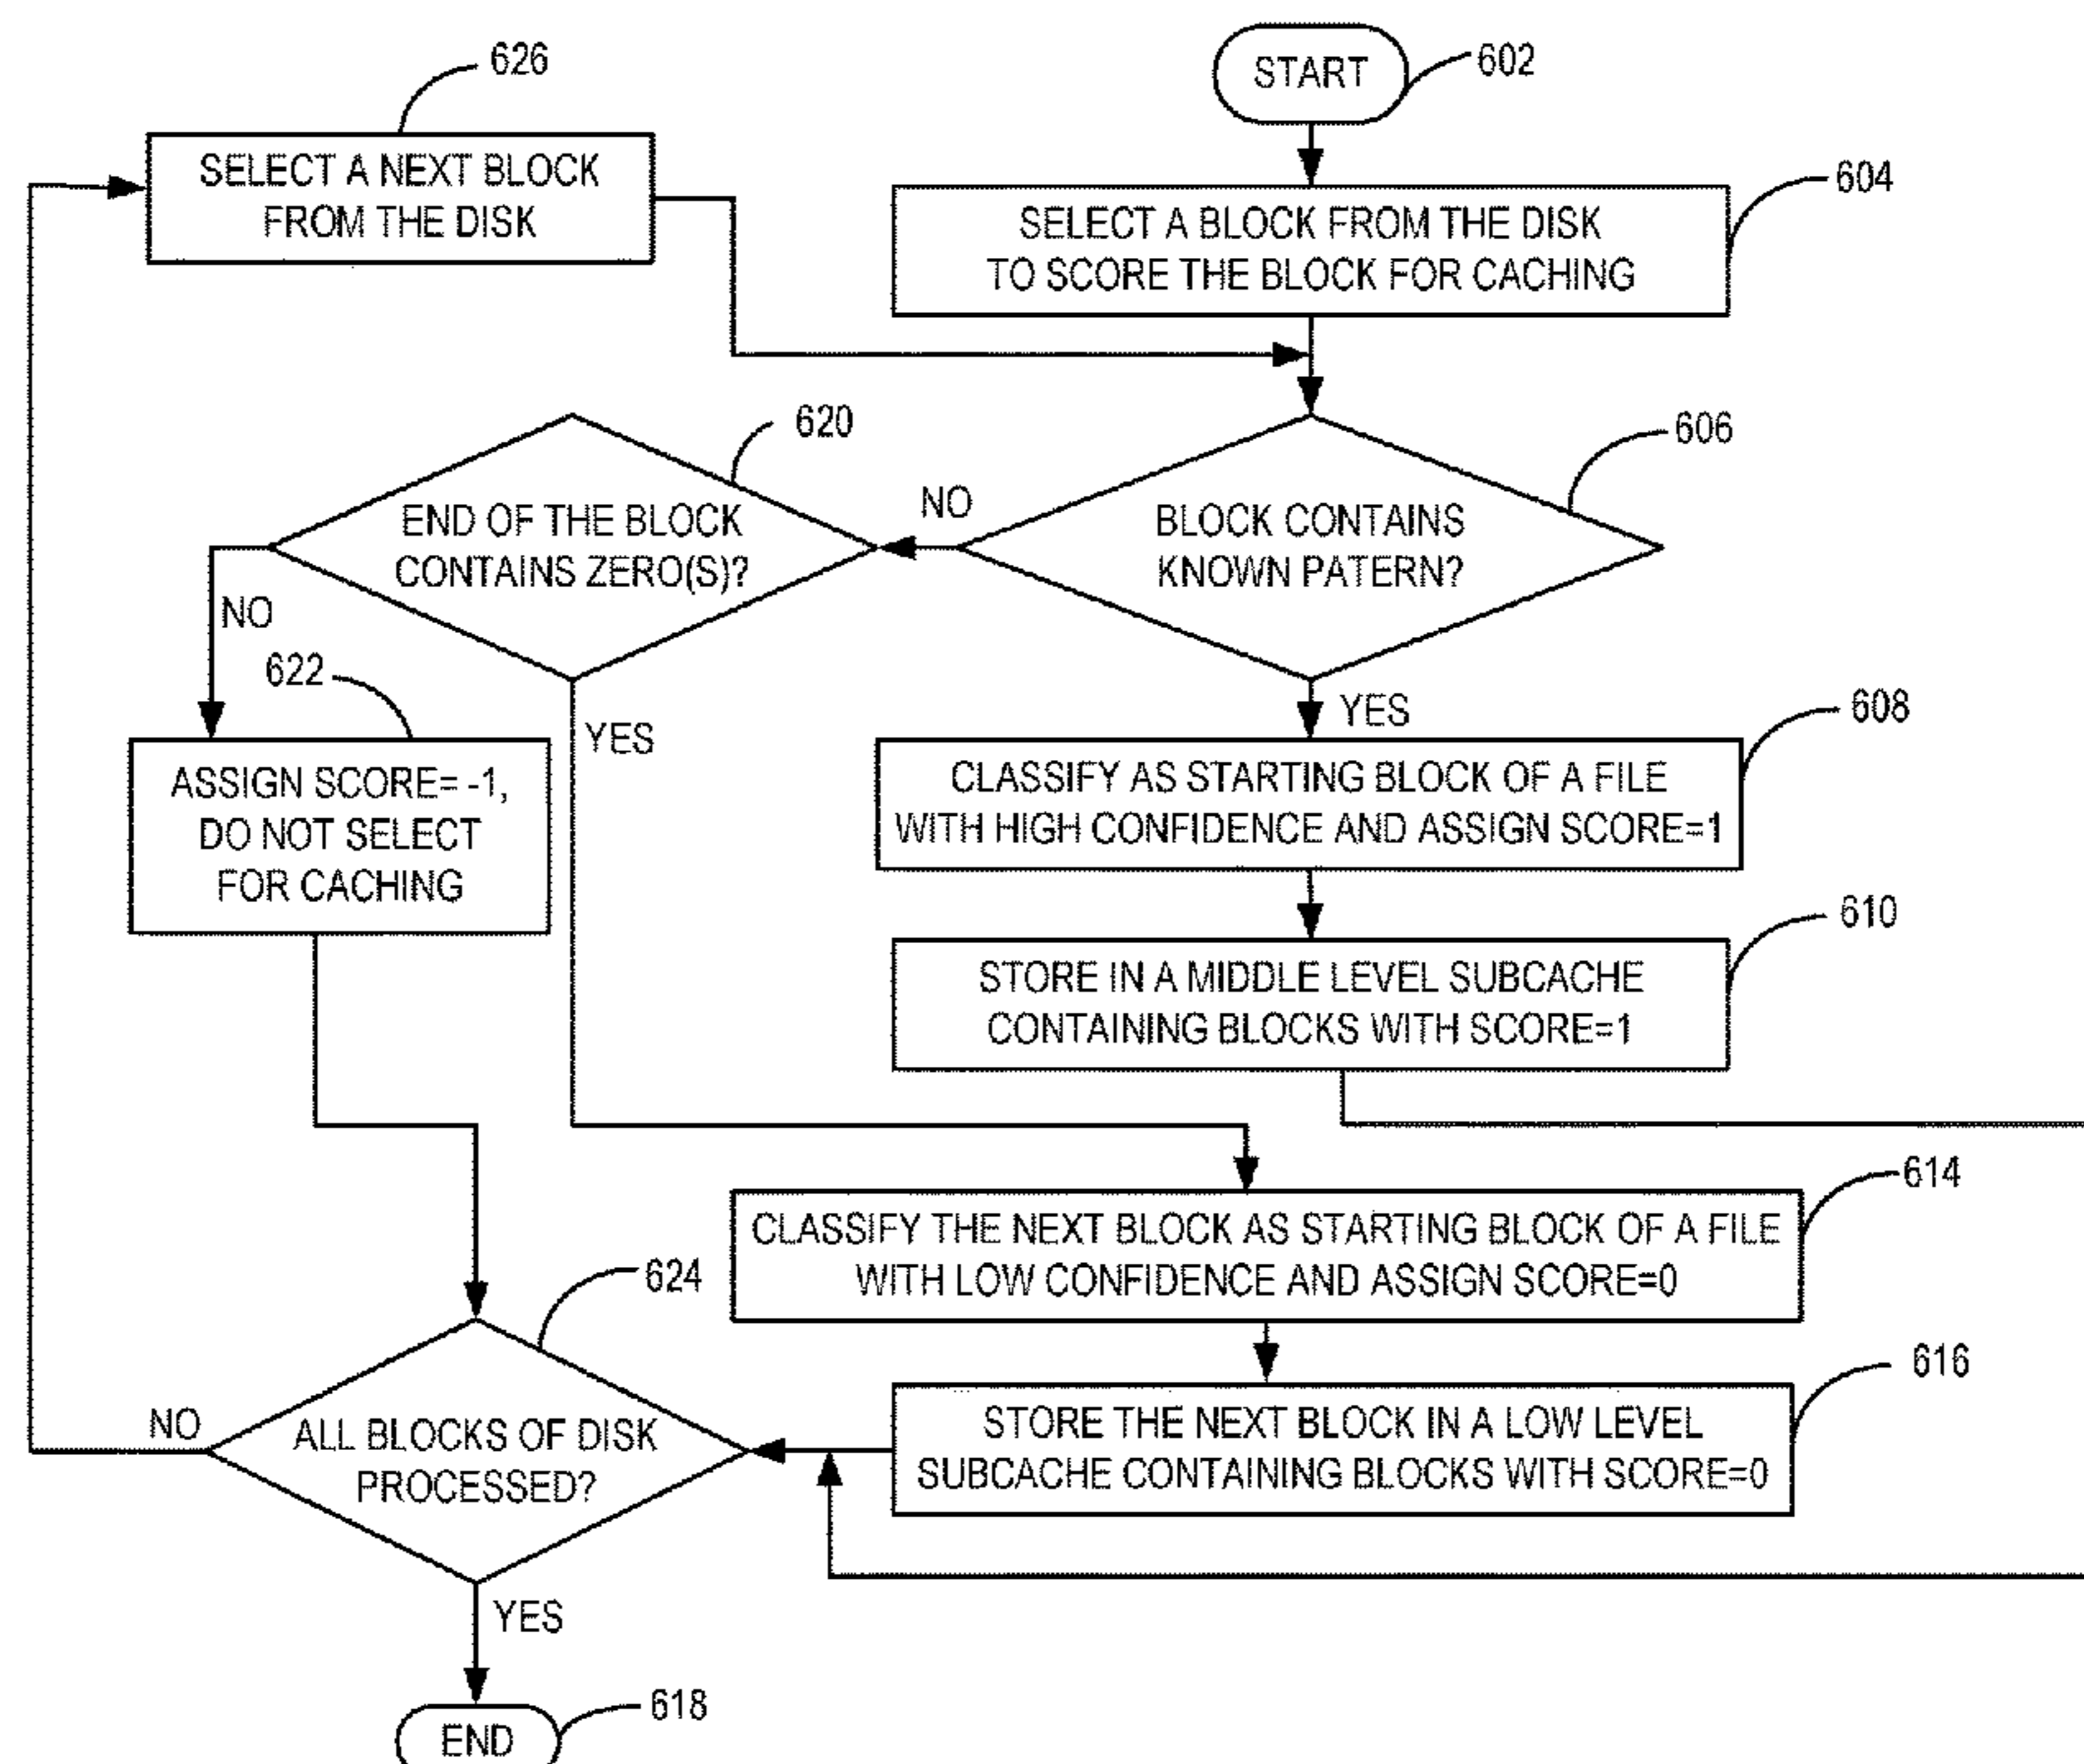 626
START
602
SELECT A NEXT BLOCK
FROM THE DISK
604
SELECT A BLOCK FROM THE DISK
TO SCORE THE BLOCK FOR CACHING
620
606
END OF THE BLOCK
CONTAINS ZERO(S)?
NO
BLOCK CONTAINS
KNOWN PATERN?
NO
622
YES
YES
608
ASSIGN SCORE= -1,
DO NOT SELECT
FOR CACHING
CLASSIFY AS STARTING BLOCK OF A FILE
WITH HIGH CONFIDENCE AND ASSIGN SCORE=1
610
STORE IN A MIDDLE LEVEL SUBCACHE
CONTAINING BLOCKS WITH SCORE=1
614
CLASSIFY THE NEXT BLOCK AS STARTING BLOCK OF A FILE
WITH LOW CONFIDENCE AND ASSIGN SCORE=0
624
616
NO
ALL BLOCKS OF DISK
PROCESSED?
STORE THE NEXT BLOCK IN A LOW LEVEL
SUBCACHE CONTAINING BLOCKS WITH SCORE=0
YES
618
END